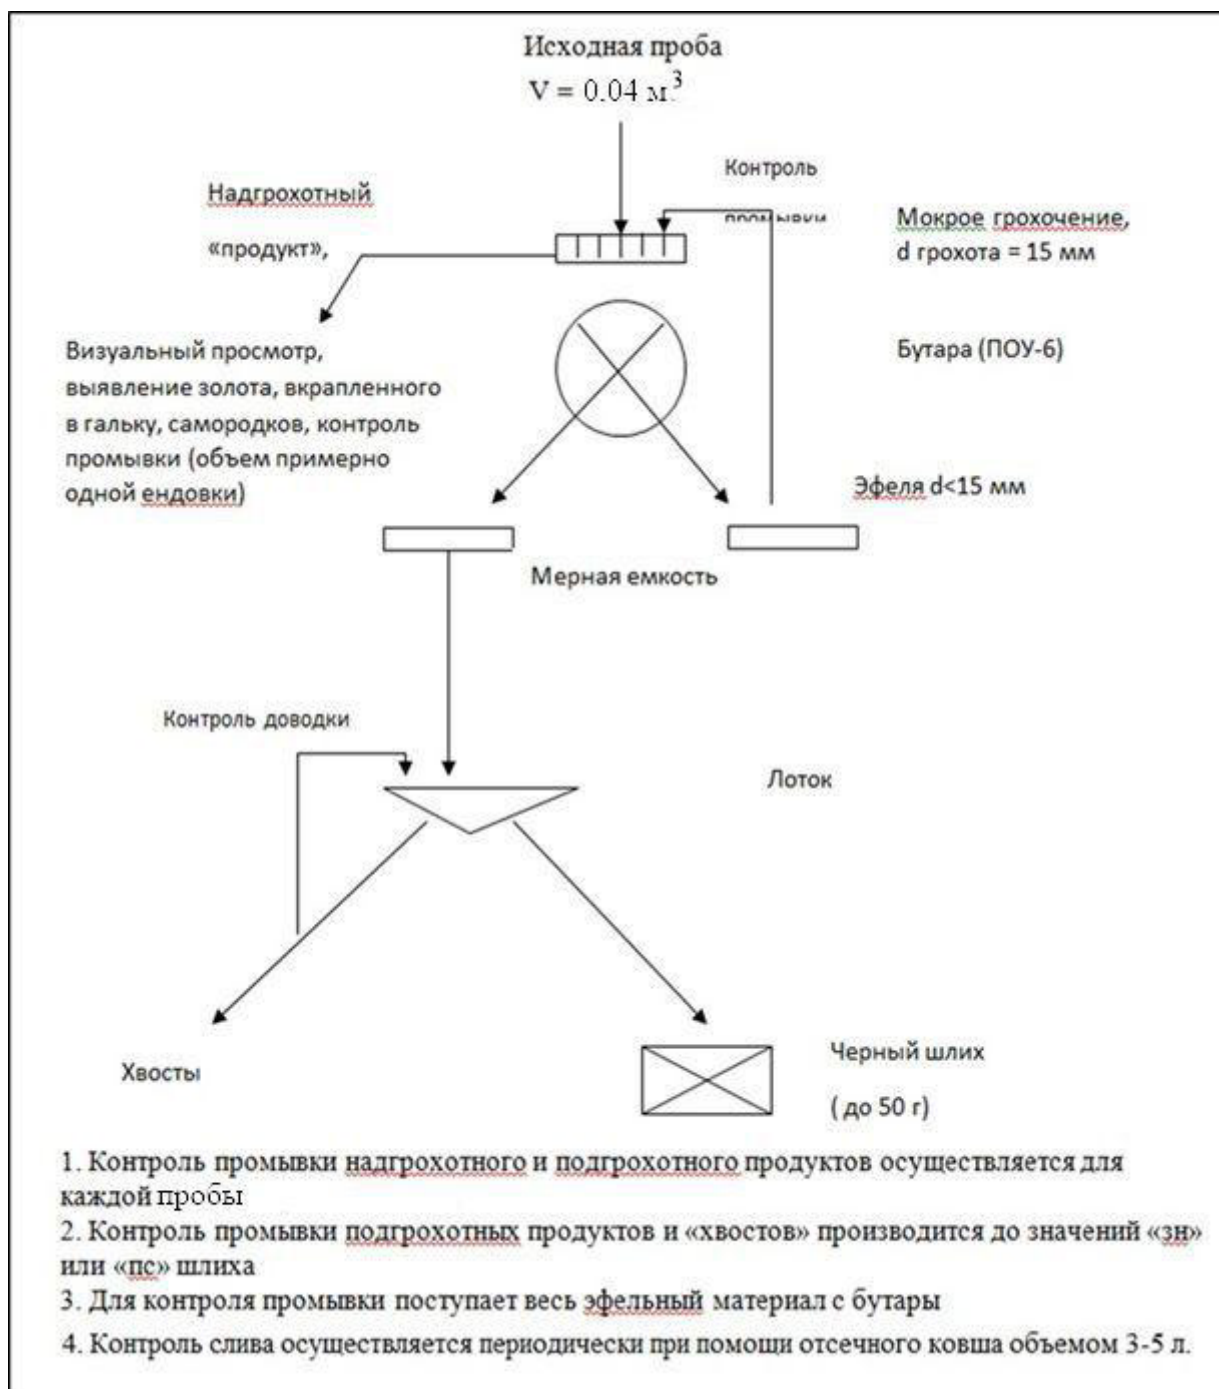 Исходная проба
V = 0.04 м.³
Контроль
промывки
Надгрохотный
«продукт»,
Мокрое грохочение,
d грохота = 15 мм
Визуальный просмотр,
выявление золота, вкрапленного
в гальку, самородков, контроль
промывки (объем примерно
одной ендовки)
Бутара (ПОУ-6)
Эфеля d<15 мм
Мерная емкость
Контроль доводки
Лоток
Хвосты
Черный шлих
( до 50 г)
1. Контроль промывки надгрохотного и подгрохотного продуктов осуществляется для
каждой пробы
2. Контроль промывки подгрохотных продуктов и «хвостов» производится до значений «зн»
или «пс» шлиха
3. Для контроля промывки поступает весь эфельный материал с бутары
4. Контроль слива осуществляется периодически при помощи отсечного ковша объемом 3-5 л.